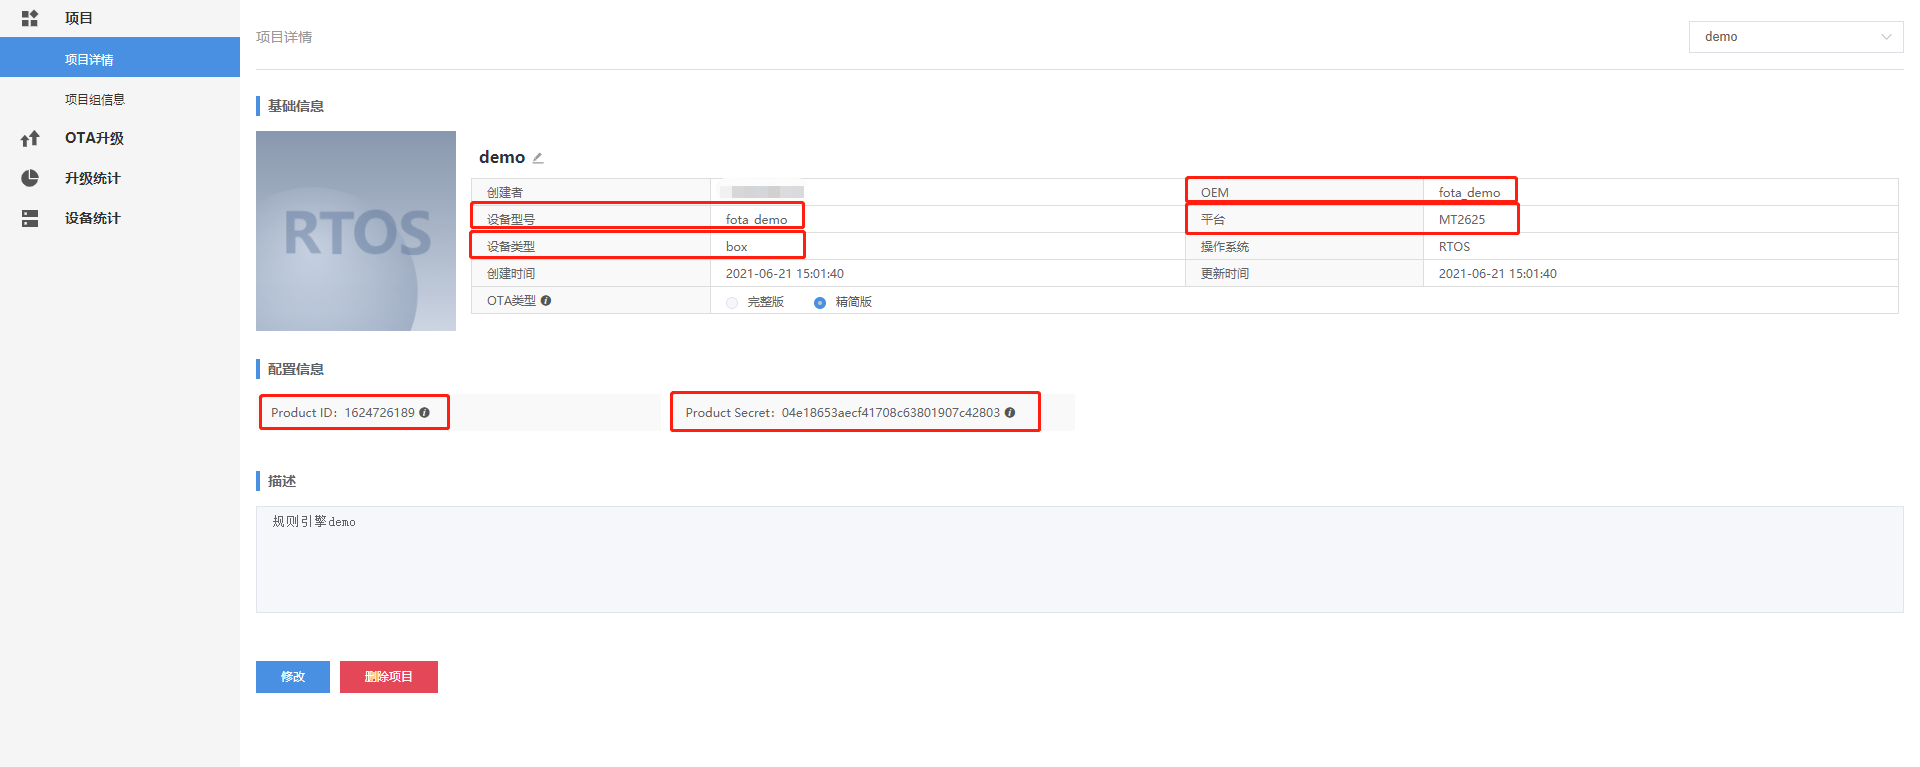 项目
项目详情
项目组信息
OTA升级
升级统计
设备统计
项目详情
demo
基础信息
RTOS
demo
创建者
OEM fota_demo
设备型号 fota_demo
平台 MT2625
设备类型 box
操作系统 RTOS
创建时间 2021-06-21 15:01:40
更新时间 2021-06-21 15:01:40
OTA类型 完整版 精简版
配置信息
Product ID: 1624726189
Product Secret: 04e18653aecf41708c63801907c42803
描述
规则引擎demo
修改
删除项目